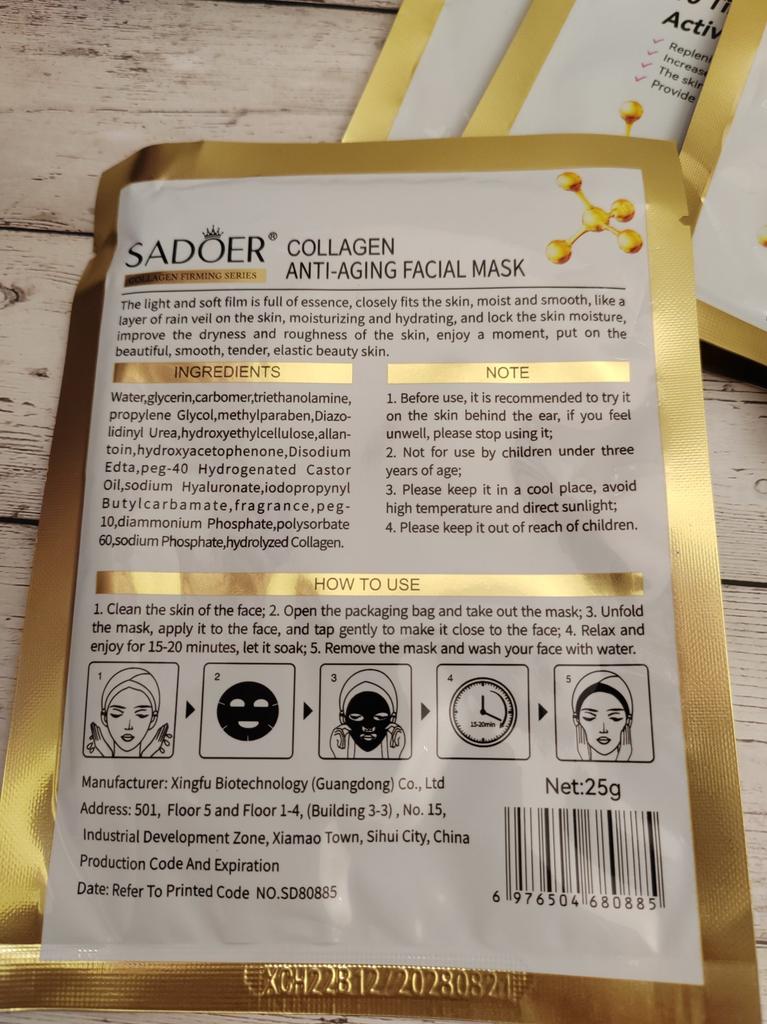 Activ
Repleni
Increase
The skin
Provide
SADOER®
COLLAGEN FIRMING SERIES
COLLAGEN
ANTI-AGING FACIAL MASK
The light and soft film is full of essence, closely fits the skin, moist and smooth, like a
layer of rain veil on the skin, moisturizing and hydrating, and lock the skin moisture,
improve the dryness and roughness of the skin, enjoy a moment, put on the
beautiful, smooth, tender, elastic beauty skin.
INGREDIENTS
Water,glycerin,carbomer,triethanolamine,
propylene Glycol,methylparaben,Diazo-
lidinyl Urea,hydroxyethylcellulose,allan-
toin,hydroxyacetophenone,Disodium
Edta,peg-40 Hydrogenated Castor
Oil,sodium Hyaluronate,iodopropynyl
Butylcarbamate,fragrance,peg-
10,diammonium Phosphate,polysorbate
60,sodium Phosphate,hydrolyzed Collagen.
NOTE
1. Before use, it is recommended to try it
on the skin behind the ear, if you feel
unwell, please stop using it;
2. Not for use by children under three
years of age;
3. Please keep it in a cool place, avoid
high temperature and direct sunlight;
4. Please keep it out of reach of children.
HOW TO USE
1. Clean the skin of the face; 2. Open the packaging bag and take out the mask; 3. Unfold
the mask, apply it to the face, and tap gently to make it close to the face; 4. Relax and
enjoy for 15-20 minutes, let it soak; 5. Remove the mask and wash your face with water.
1 2 3 4 5
15-20min
Manufacturer: Xingfu Biotechnology (Guangdong) Co., Ltd
Address: 501, Floor 5 and Floor 1-4, (Building 3-3) , No. 15,
Industrial Development Zone, Xiamao Town, Sihui City, China
Production Code And Expiration
Date: Refer To Printed Code NO.SD80885
Net:25g
6 976504 680885
XCH22B12/20280821